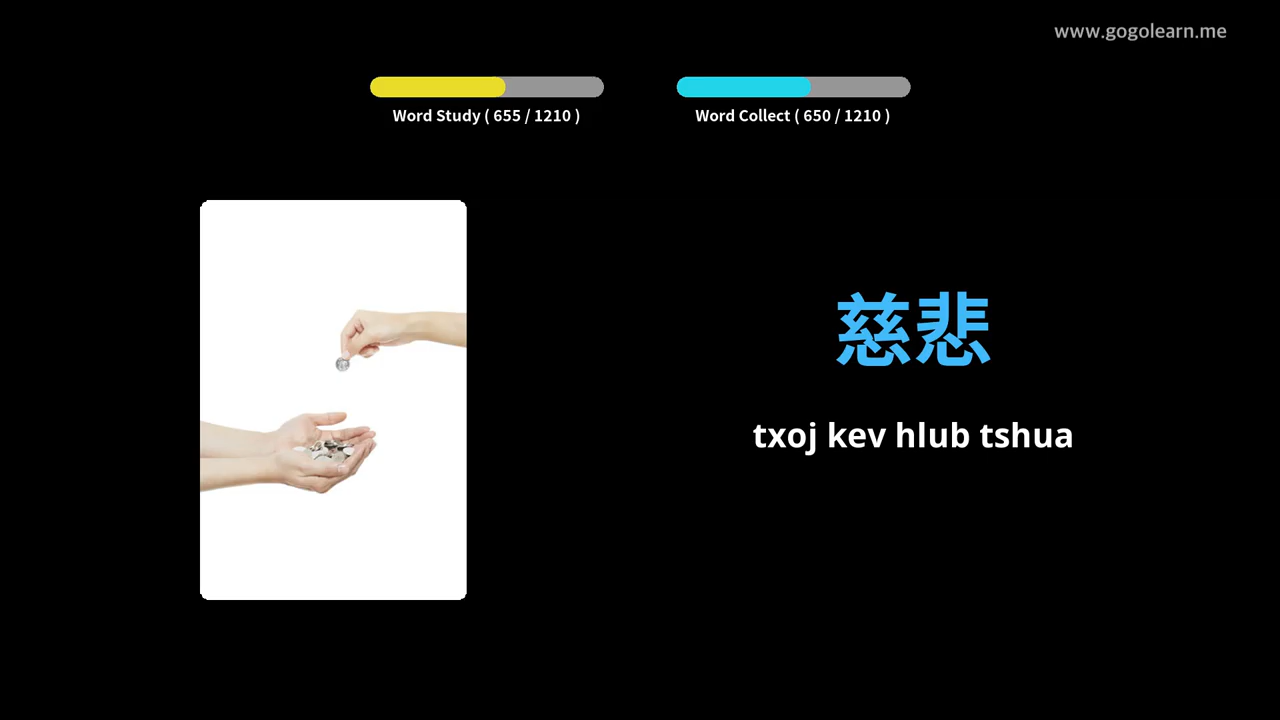 www.gogolearn.me
Word Study ( 655 / 1210 )
Word Collect ( 650 / 1210 )
慈悲
txoj kev hlub tshua